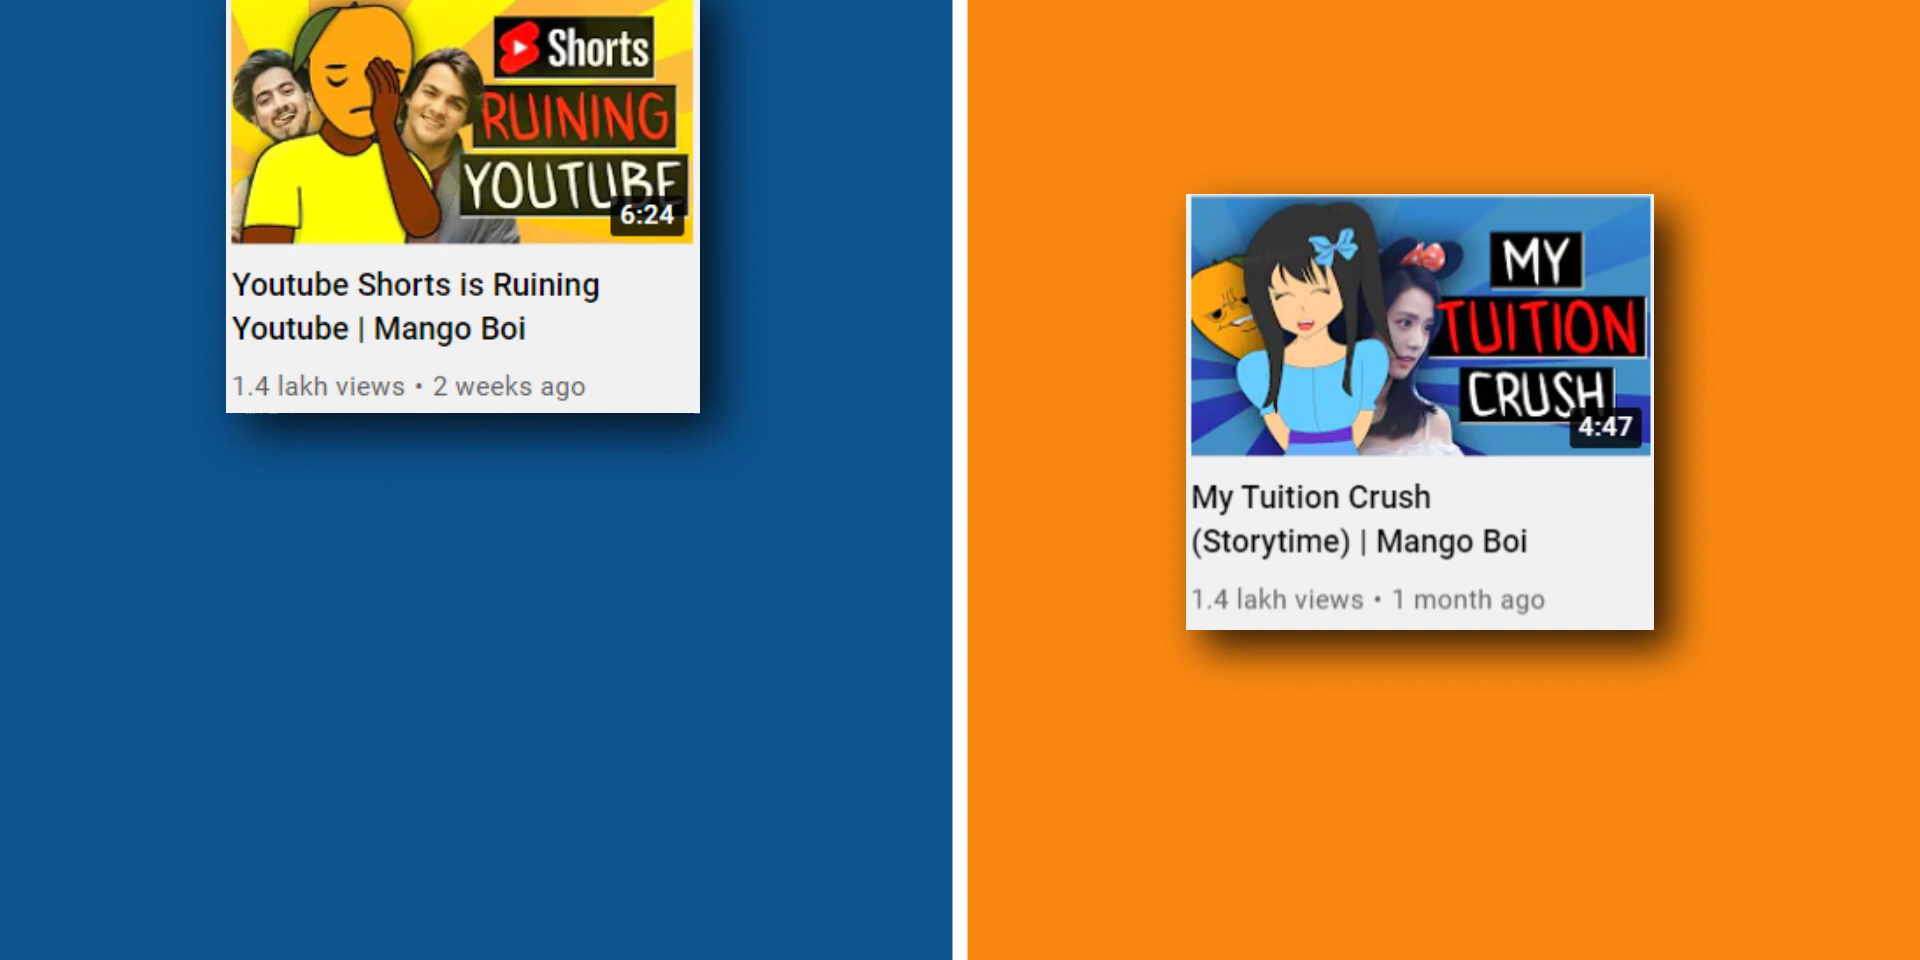 Shorts
RUINING
YOUTUBE
6:24
Youtube Shorts is Ruining
Youtube | Mango Boi
1.4 lakh views • 2 weeks ago
MY
TUITION
CRUSH
4:47
My Tuition Crush
(Storytime) | Mango Boi
1.4 lakh views • 1 month ago